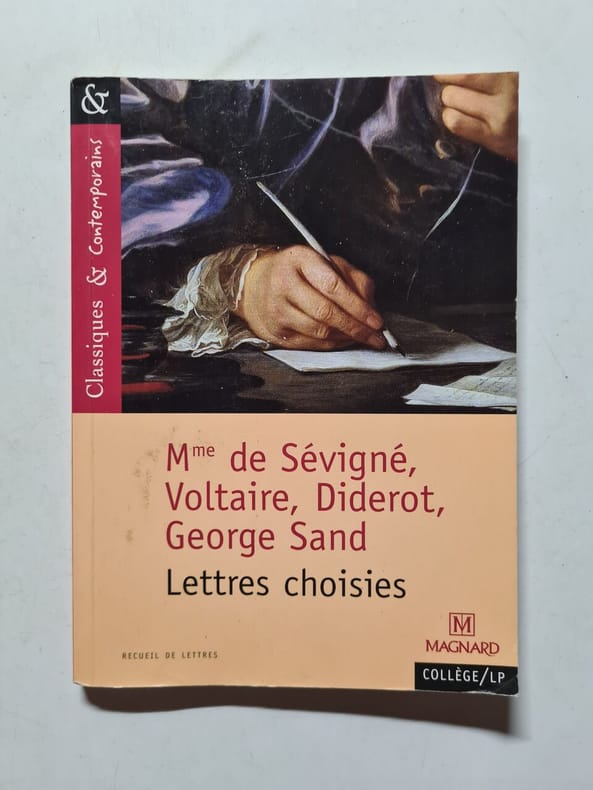 &
Classiques & Contemporains
Mme de Sévigné,
Voltaire, Diderot,
George Sand
Lettres choisies
RECUEIL DE LETTRES
M
MAGNARD
COLLÈGE/LP